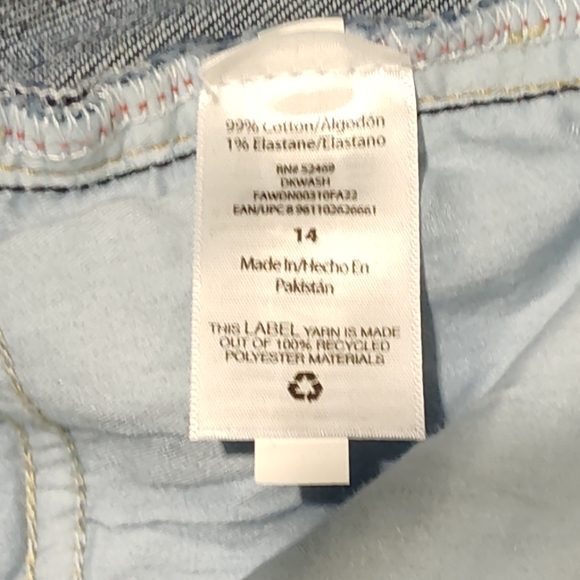 99% Cotton/Algodón
1% Elastane/Elastano
RN# 52469
DKWASH
FAWDN00310FA22
EAN/UPC 8 961102626661
14
Made In/Hecho En
Pakistán
THIS LABEL YARN IS MADE
OUT OF 100% RECYCLED
POLYESTER MATERIALS